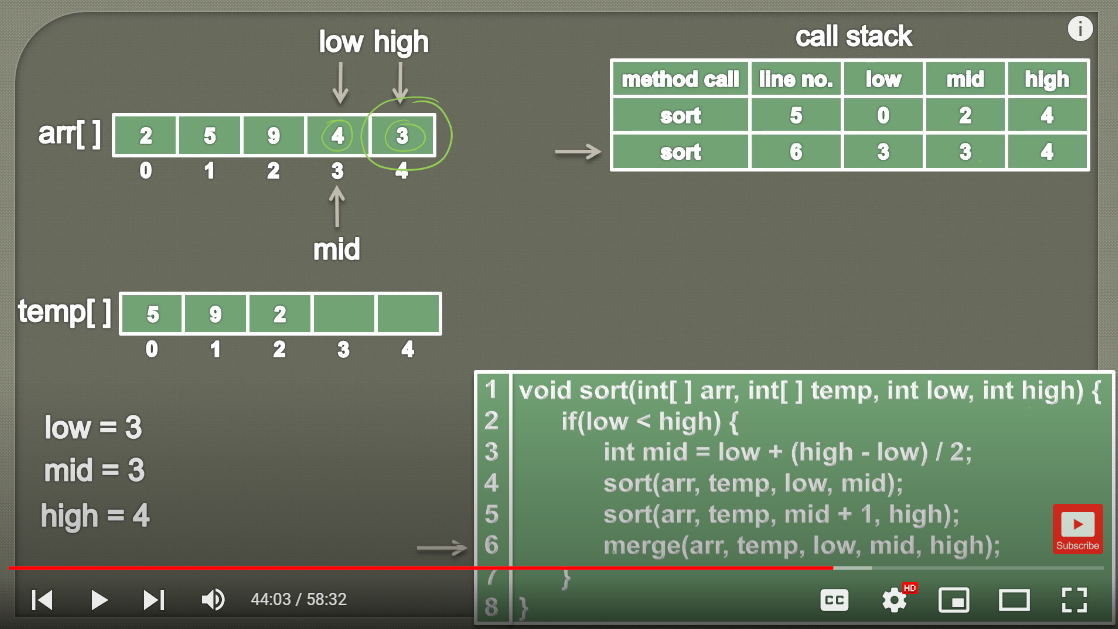 low high
call stack
i
method call line no. low mid high
sort 5 0 2 4
sort 6 3 3 4
arr[ ] 2 5 9 4 3
0 1 2 3 4
mid
temp[ ] 5 9 2
0 1 2 3 4
low = 3
mid = 3
high = 4
1 void sort(int[ ] arr, int[ ] temp, int low, int high) {
2 if(low < high) {
3 int mid = low + (high - low) / 2;
4 sort(arr, temp, low, mid);
5 sort(arr, temp, mid + 1, high);
6 merge(arr, temp, low, mid, high);
7 }
8 }
Subscribe
44:03 / 58:32
CC
HD